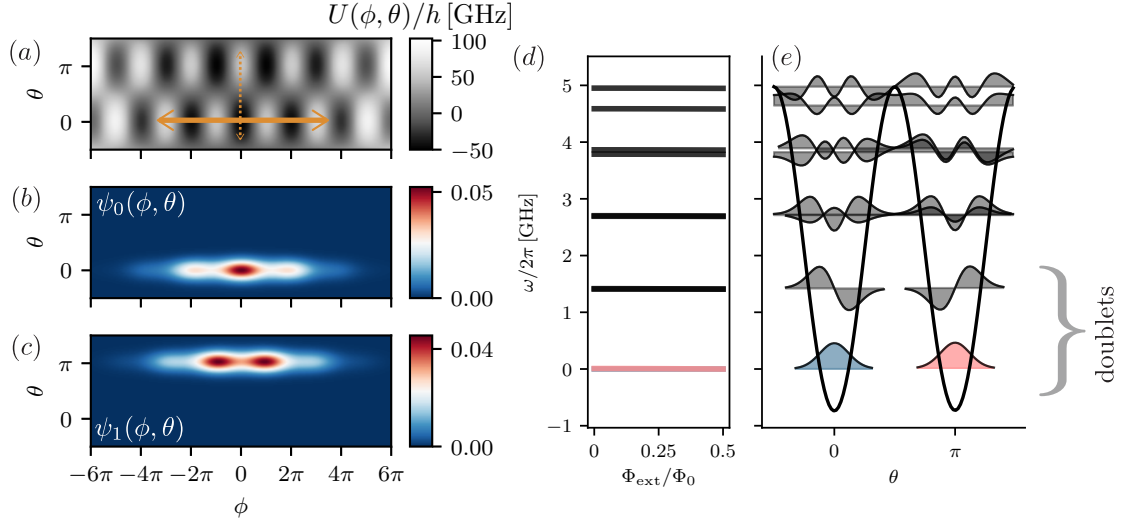 U(ϕ, θ)/h [GHz]
(a)
θ
π
0
100
50
0
−50
(b)
ψ₀(ϕ, θ)
θ
π
0
0.05
0.00
(c)
ψ₁(ϕ, θ)
θ
π
0
0.04
0.00
−6π −4π −2π 0 2π 4π 6π
ϕ
(d)
ω/2π [GHz]
5
4
3
2
1
0
−1
0 0.25 0.5
Φext/Φ₀
(e)
doublets
0 π
θ